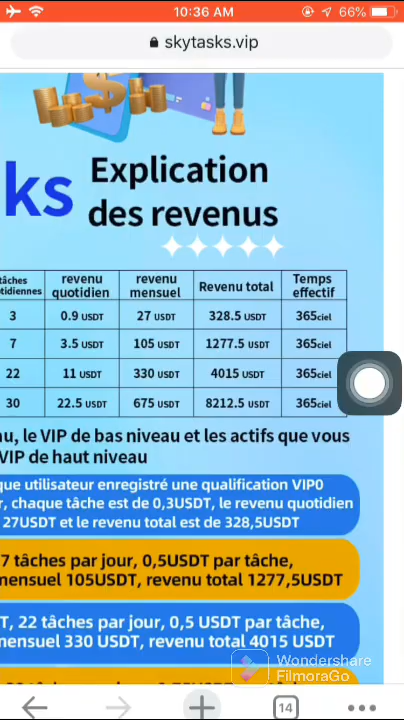 10:36 AM
66%
skytasks.vip
ks
Explication
des revenus
tâches
tidiennes
revenu
quotidien
revenu
mensuel
Revenu total
Temps
effectif
3 0.9 USDT 27 USDT 328.5 USDT 365ciel
7 3.5 USDT 105 USDT 1277.5 USDT 365ciel
22 11 USDT 330 USDT 4015 USDT 365ciel
30 22.5 USDT 675 USDT 8212.5 USDT 365ciel
u, le VIP de bas niveau et les actifs que vous
VIP de haut niveau
que utilisateur enregistré une qualification VIP0
r, chaque tâche est de 0,3USDT, le revenu quotidien
27USDT et le revenu total est de 328,5USDT
7 tâches par jour, 0,5USDT par tâche,
mensuel 105USDT, revenu total 1277,5USDT
T, 22 tâches par jour, 0,5 USDT par tâche,
mensuel 330 USDT, revenu total 4015 USDT
Wondershare
FilmoraGo
14